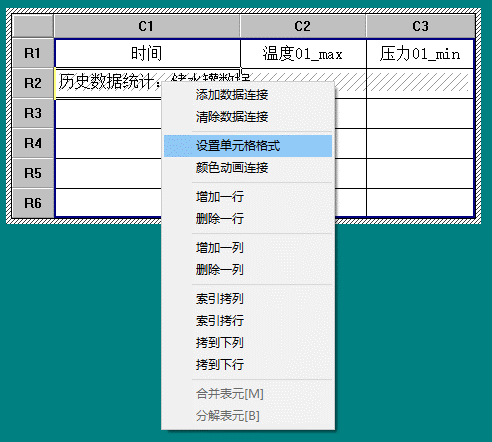 C1 C2 C3
R1 时间 温度01_max 压力01_min
R2 历史数据统计：储水罐数据
R3
R4
R5
R6
添加数据连接
清除数据连接
设置单元格格式
颜色动画连接
增加一行
删除一行
增加一列
删除一列
索引拷列
索引拷行
拷到下列
拷到下行
合并表元[M]
分解表元[B]